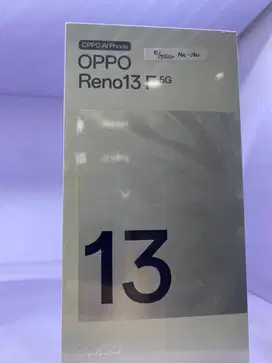 OPPO AI Phone
OPPO
Reno13 F 5G
13